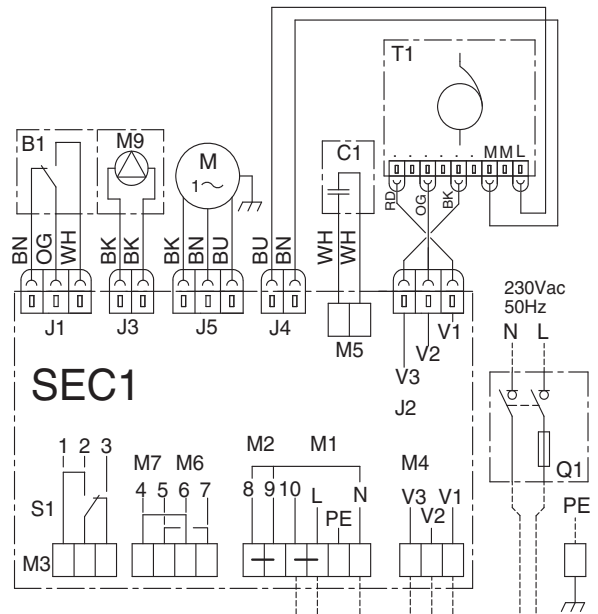 T1
B1
M9
M
1~
C1
. . . . . . M M L
RD
OG
BK
BN
OG
WH
BK
BK
BK
BN
BU
BU
BN
WH
WH
J1
J3
J5
J4
M5
V1
V2
V3
J2
230Vac
50Hz
N L
SEC1
Q1
1 2 3
S1
M3
M7 M6
4 5 6 7
M2 M1
8 9 10 L PE N
M4
V3 V2 V1
PE